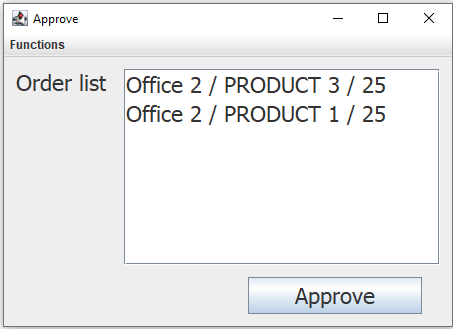 Approve
Functions
Order list
Office 2 / PRODUCT 3 / 25
Office 2 / PRODUCT 1 / 25
Approve